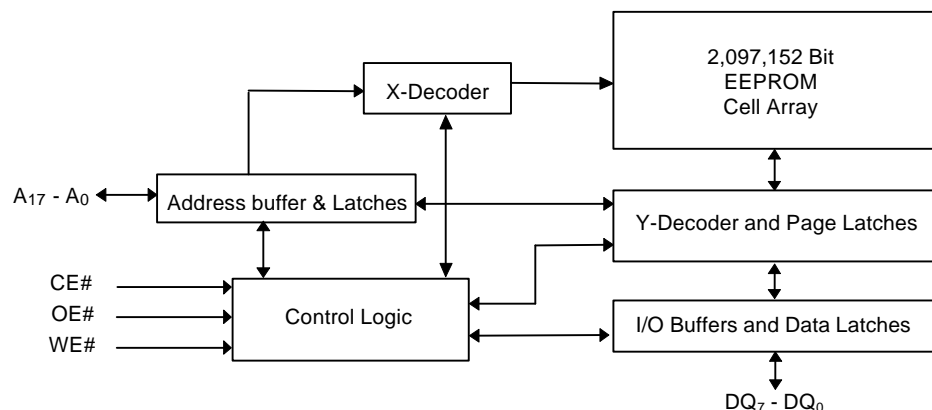 2,097,152 Bit
EEPROM
Cell Array
X-Decoder
A17 - A0
Address buffer & Latches
Y-Decoder and Page Latches
CE#
OE#
WE#
Control Logic
I/O Buffers and Data Latches
DQ7 - DQ0